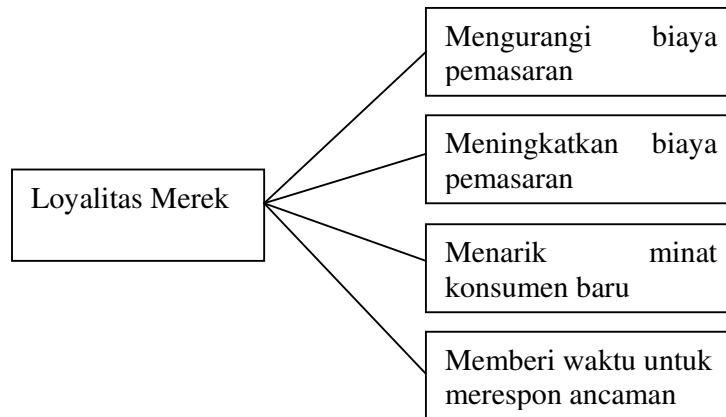 Mengurangi biaya
pemasaran
Meningkatkan biaya
pemasaran
Loyalitas Merek
Menarik minat
konsumen baru
Memberi waktu untuk
merespon ancaman